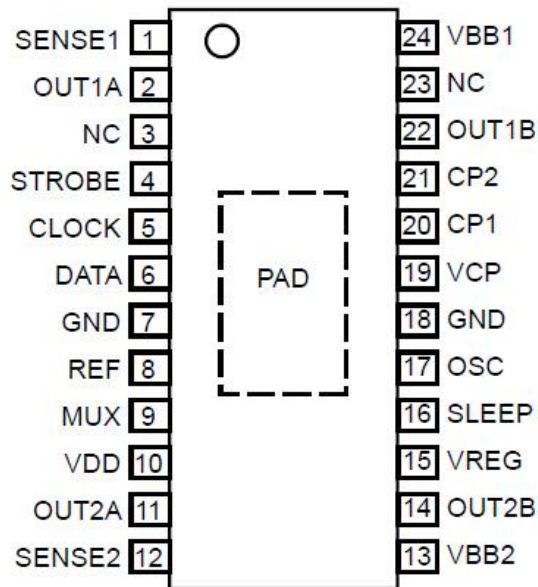 SENSE1 1 24 VBB1
OUT1A 2 23 NC
NC 3 22 OUT1B
STROBE 4 21 CP2
CLOCK 5 20 CP1
DATA 6 PAD 19 VCP
GND 7 18 GND
REF 8 17 OSC
MUX 9 16 SLEEP
VDD 10 15 VREG
OUT2A 11 14 OUT2B
SENSE2 12 13 VBB2